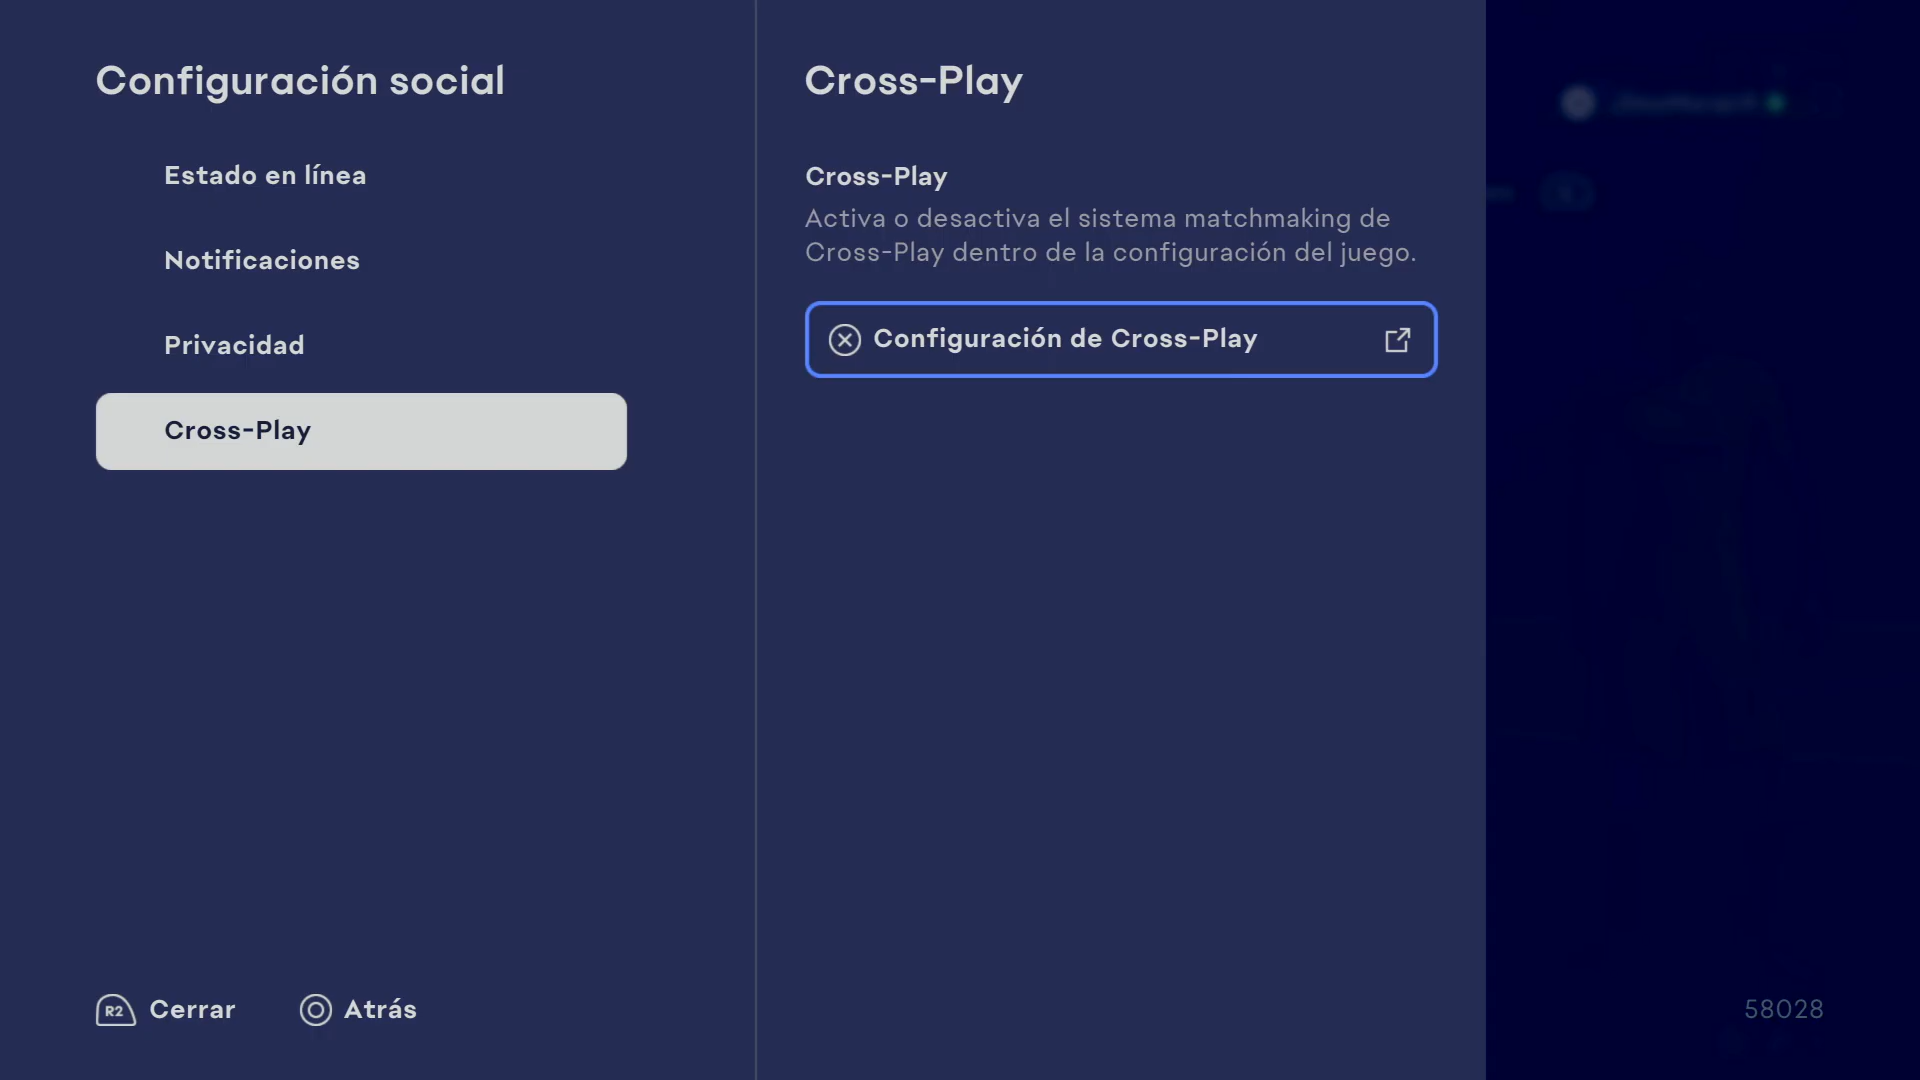 Configuración social
Estado en línea
Notificaciones
Privacidad
Cross-Play
Cross-Play
Cross-Play
Activa o desactiva el sistema matchmaking de
Cross-Play dentro de la configuración del juego.
Configuración de Cross-Play
R2 Cerrar
Atrás
58028